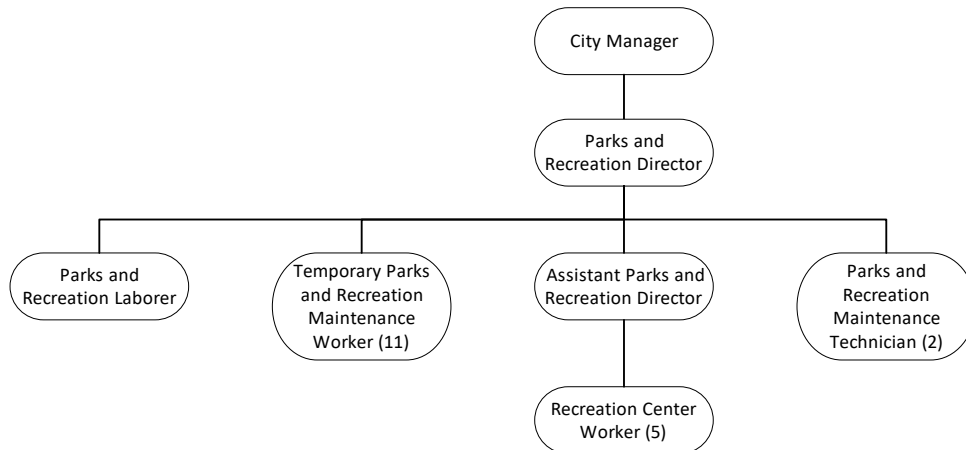 City Manager
Parks and
Recreation Director
Parks and
Recreation Laborer
Temporary Parks
and Recreation
Maintenance
Worker (11)
Assistant Parks and
Recreation Director
Parks and
Recreation
Maintenance
Technician (2)
Recreation Center
Worker (5)